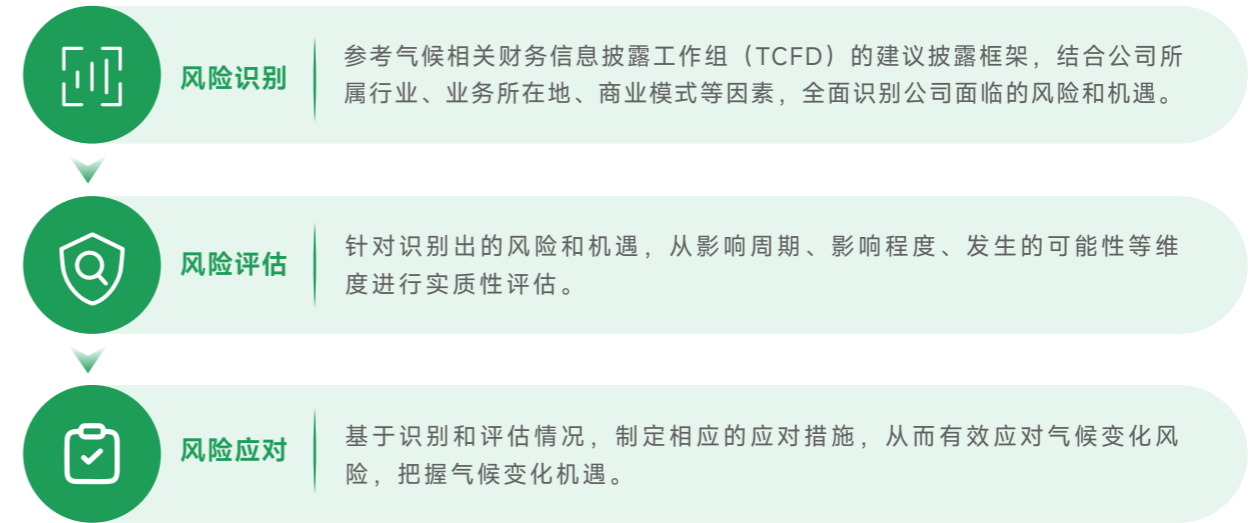 风险识别
参考气候相关财务信息披露工作组（TCFD）的建议披露框架，结合公司所
属行业、业务所在地、商业模式等因素，全面识别公司面临的风险和机遇。
风险评估
针对识别出的风险和机遇，从影响周期、影响程度、发生的可能性等维
度进行实质性评估。
风险应对
基于识别和评估情况，制定相应的应对措施，从而有效应对气候变化风
险，把握气候变化机遇。